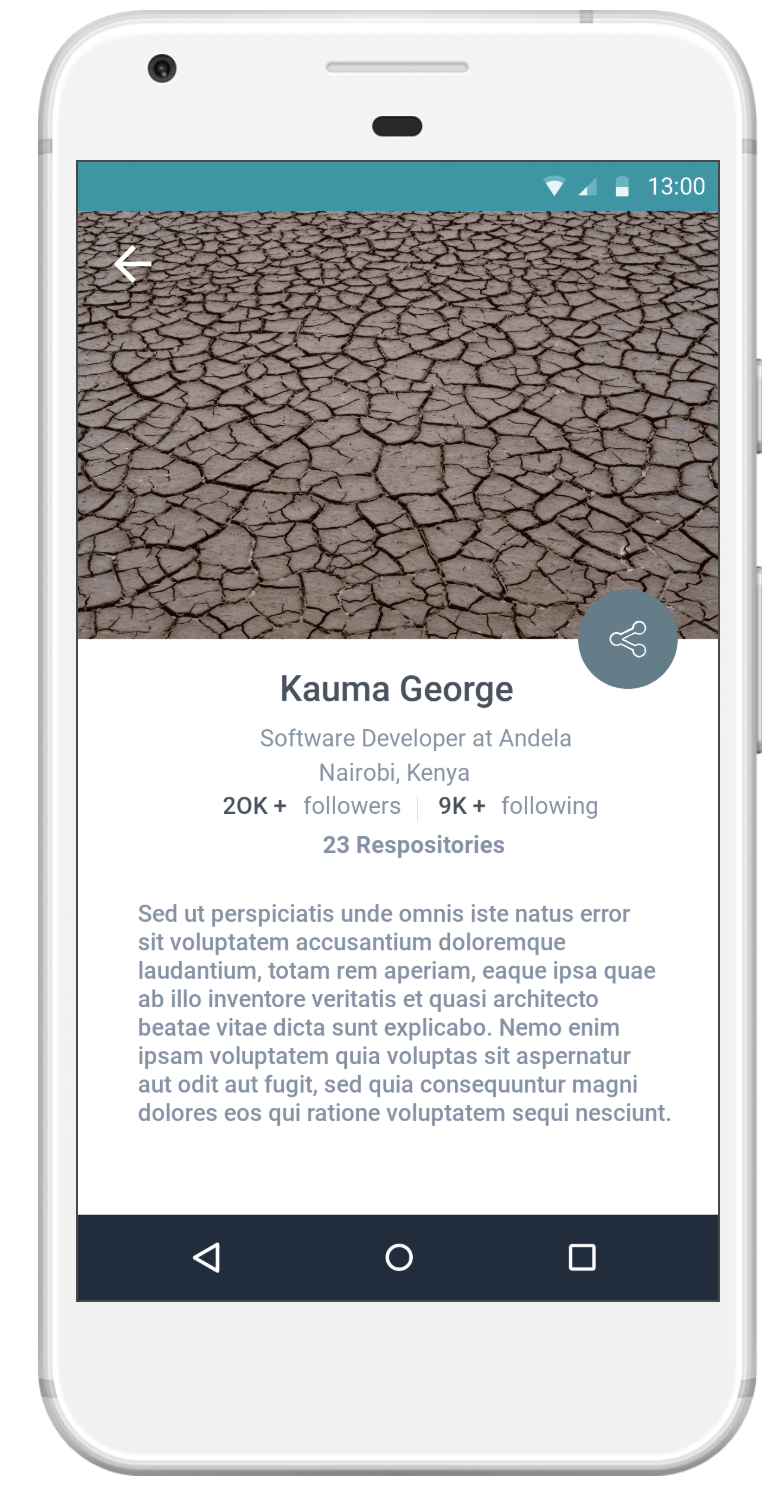 13:00
Kauma George
Software Developer at Andela
Nairobi, Kenya
20K + followers 9K + following
23 Respositories
Sed ut perspiciatis unde omnis iste natus error
sit voluptatem accusantium doloremque
laudantium, totam rem aperiam, eaque ipsa quae
ab illo inventore veritatis et quasi architecto
beatae vitae dicta sunt explicabo. Nemo enim
ipsam voluptatem quia voluptas sit aspernatur
aut odit aut fugit, sed quia consequuntur magni
dolores eos qui ratione voluptatem sequi nesciunt.